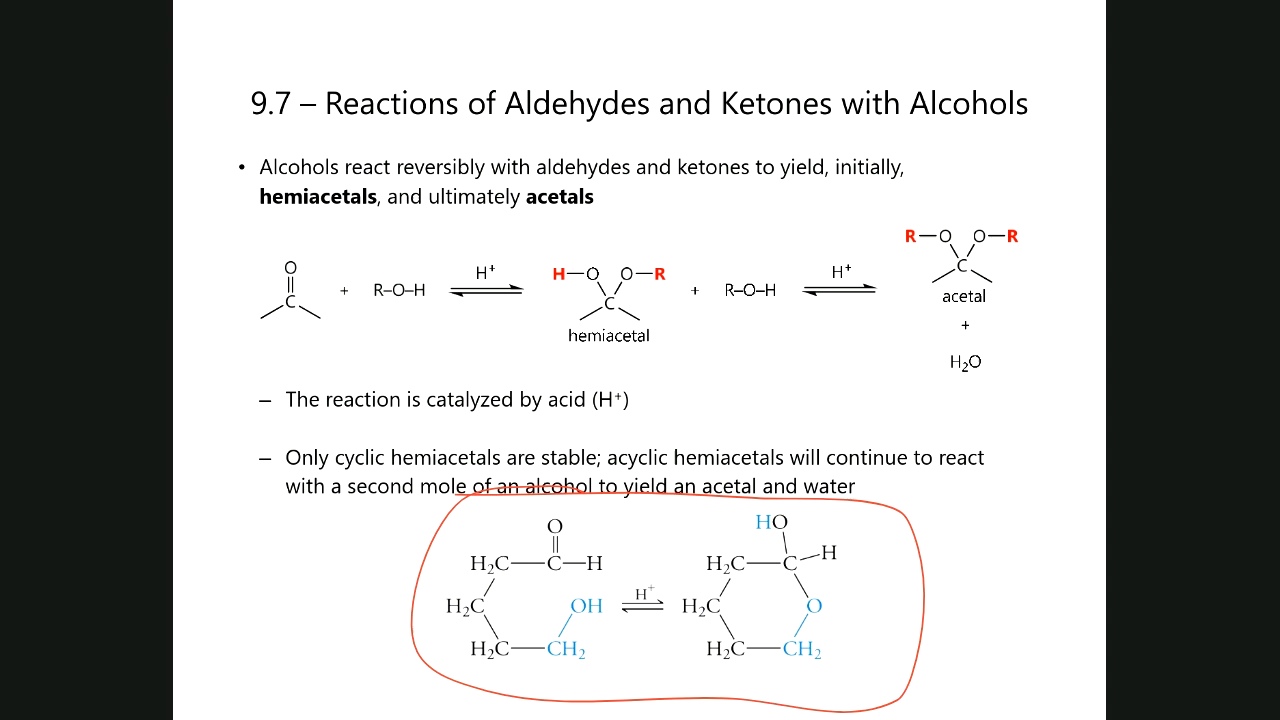 9.7 – Reactions of Aldehydes and Ketones with Alcohols
• Alcohols react reversibly with aldehydes and ketones to yield, initially,
hemiacetals, and ultimately acetals
R—O O—R
H⁺ H⁺
O H—O O—R C
C + R–O–H C + R–O–H acetal
hemiacetal +
H₂O
– The reaction is catalyzed by acid (H⁺)
– Only cyclic hemiacetals are stable; acyclic hemiacetals will continue to react
with a second mole of an alcohol to yield an acetal and water
O HO
H₂C—C—H H₂C—C—H
H₂C OH H⁺ H₂C O
H₂C—CH₂ H₂C—CH₂